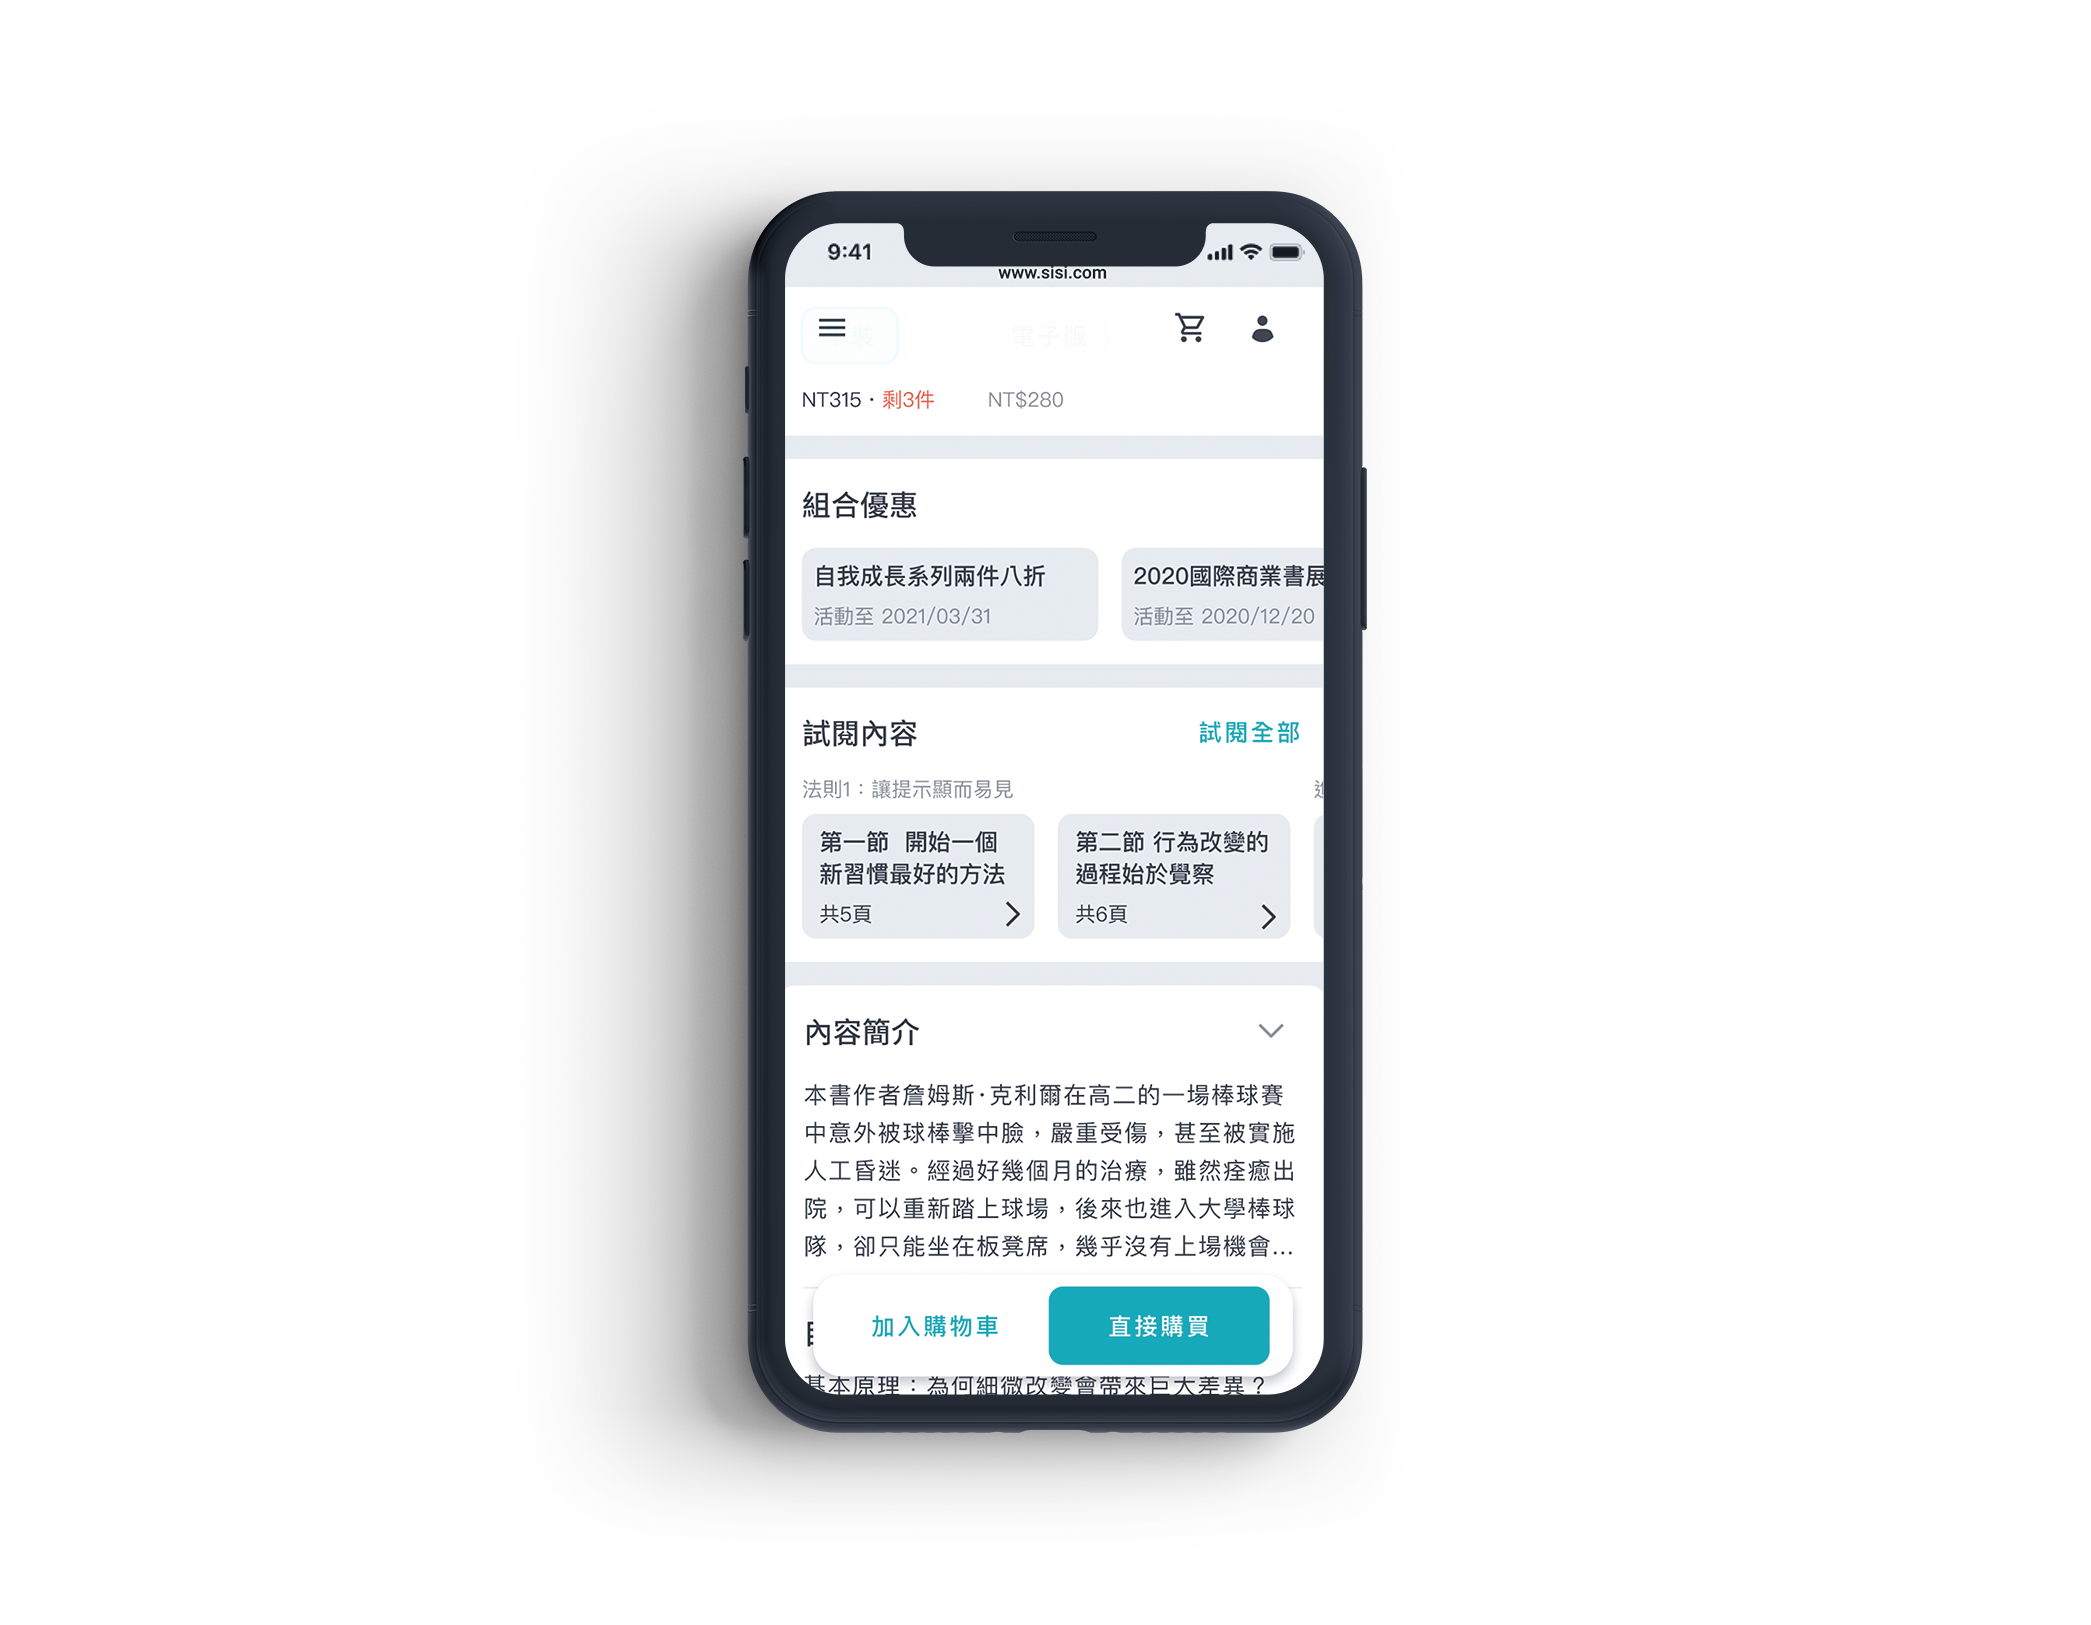 9:41
www.sisi.com
裝
電子版
NT315・剩3件
NT$280
組合優惠
自我成長系列兩件八折
活動至 2021/03/31
2020國際商業書展
活動至 2020/12/20
試閱內容
試閱全部
法則1：讓提示顯而易見
第一節 開始一個
新習慣最好的方法
共5頁
第二節 行為改變的
過程始於覺察
共6頁
內容簡介
本書作者詹姆斯·克利爾在高二的一場棒球賽
中意外被球棒擊中臉，嚴重受傷，甚至被實施
人工昏迷。經過好幾個月的治療，雖然痊癒出
院，可以重新踏上球場，後來也進入大學棒球
隊，卻只能坐在板凳席，幾乎沒有上場機會...
加入購物車
直接購買
基本原理：為何細微改變會帶來巨大差異？